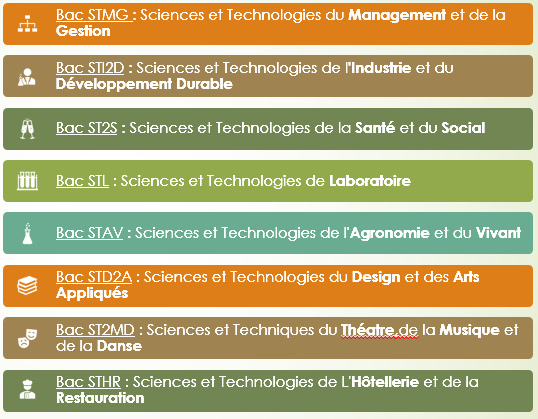 Bac STMG : Sciences et Technologies du Management et de la
Gestion
Bac STI2D : Sciences et Technologies de l'Industrie et du
Développement Durable
Bac ST2S : Sciences et Technologies de la Santé et du Social
Bac STL : Sciences et Technologies de Laboratoire
Bac STAV : Sciences et Technologies de l'Agronomie et du Vivant
Bac STD2A : Sciences et Technologies du Design et des Arts
Appliqués
Bac ST2MD : Sciences et Techniques du Théatre,de la Musique et
de la Danse
Bac STHR : Sciences et Technologies de L'Hôtellerie et de la
Restauration